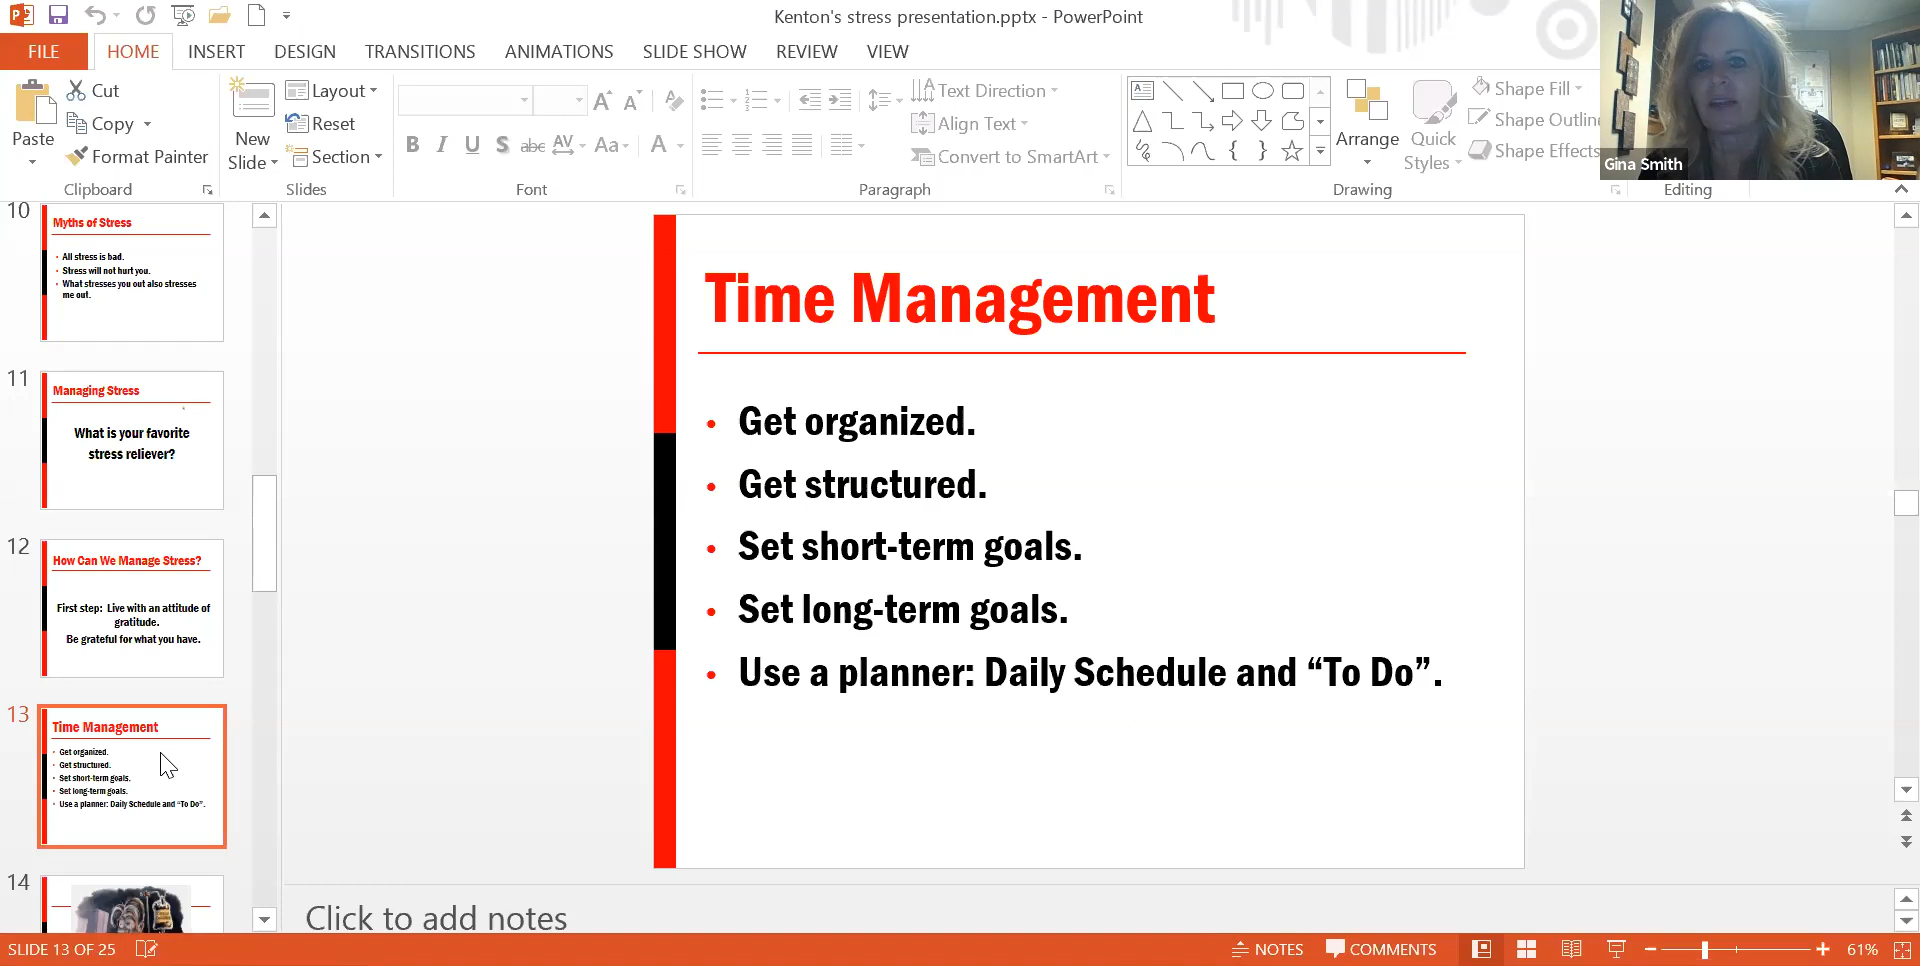 Kenton's stress presentation.pptx - PowerPoint
FILE HOME INSERT DESIGN TRANSITIONS ANIMATIONS SLIDE SHOW REVIEW VIEW
Paste
Cut
Copy
Format Painter
Clipboard
New Slide
Layout
Reset
Section
Slides
B I U S abc AV Aa A
Font
Text Direction
Align Text
Convert to SmartArt
Paragraph
Arrange
Quick Styles
Shape Fill
Shape Outlin
Shape Effects
Drawing
Editing
Gina Smith
10
Myths of Stress
• All stress is bad.
• Stress will not hurt you.
• What stresses you out also stresses
me out.
11
Managing Stress
What is your favorite
stress reliever?
12
How Can We Manage Stress?
First step: Live with an attitude of
gratitude.
Be grateful for what you have.
13
Time Management
• Get organized.
• Get structured.
• Set short-term goals.
• Set long-term goals.
• Use a planner: Daily Schedule and “To Do”.
14
Time Management
• Get organized.
• Get structured.
• Set short-term goals.
• Set long-term goals.
• Use a planner: Daily Schedule and “To Do”.
Click to add notes
SLIDE 13 OF 25
NOTES COMMENTS 61%